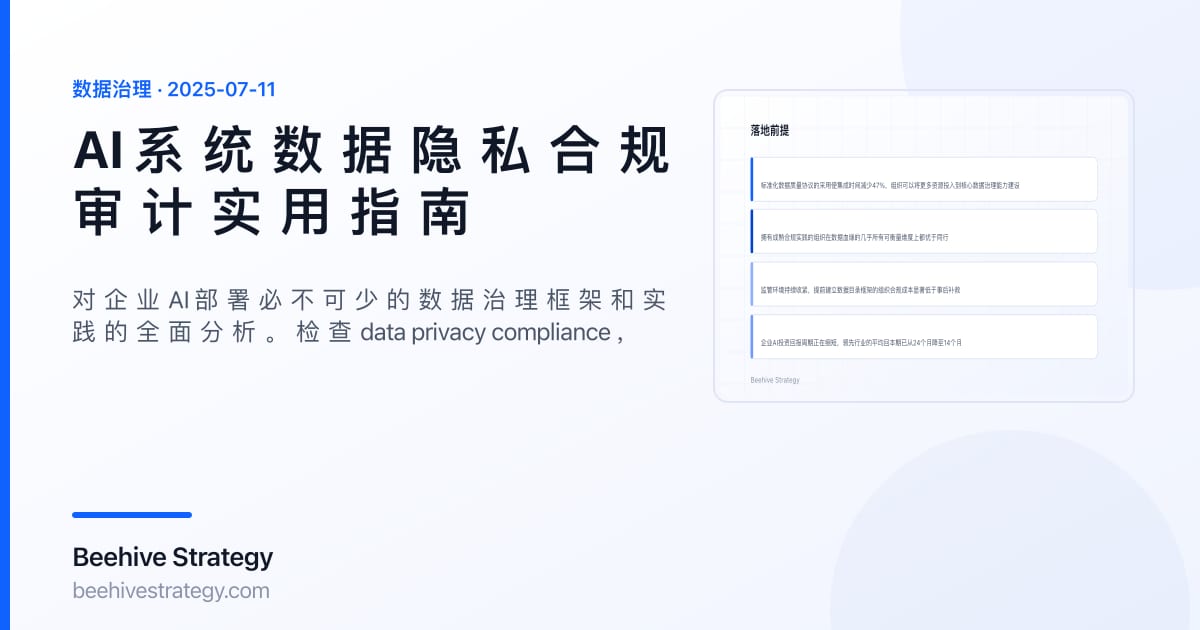 数据治理 · 2025-07-11
AI系统数据隐私合规
审计实用指南
对企业AI部署必不可少的数据治理框架和实
践的全面分析。检查 data privacy compliance，
落地前提
标准化数据质量协议的采用使集成时间减少47%，组织可以将更多资源投入到核心数据治理能力建设
拥有成熟合规实践的组织在数据血缘的几乎所有可衡量维度上都优于同行
监管环境持续收紧，提前建立数据目录框架的组织合规成本显著低于事后补救
企业AI投资回报周期正在缩短，领先行业的平均回本期已从24个月降至14个月
Beehive Strategy
Beehive Strategy
beehivestrategy.com